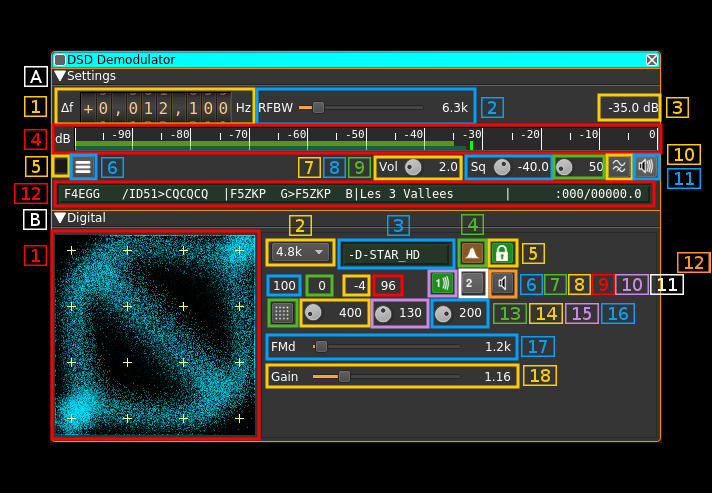 DSD Demodulator
A Settings
1 Δf +0,012,100 Hz RFBW 6.3k 2 -35.0 dB 3
4 dB -90 -80 -70 -60 -50 -40 -30 -20 -10 0
5 6 7 8 9 Vol 2.0 Sq -40.0 50 10
11
12 F4EGG /ID51>CQCQCQ |F5ZKP G>F5ZKP B|Les 3 Vallees | :000/00000.0
B Digital
2 3 4
1 4.8k -D-STAR_HD 5
12
100 0 -4 96 1 2 6 7 8 9 10 11
400 130 200 13 14 15 16
FMd 1.2k 17
Gain 1.16 18